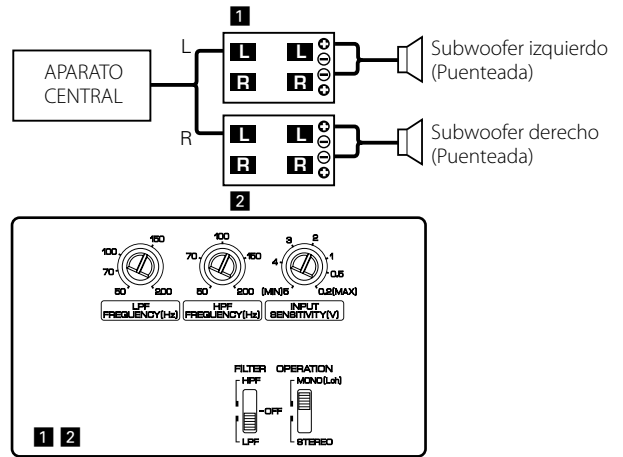 1
L
APARATO
CENTRAL
R
L L + −
R R − +
Subwoofer izquierdo
(Puenteada)
L L + −
R R − +
Subwoofer derecho
(Puenteada)
2
50 70 100 150 200
LPF
FREQUENCY(Hz)
50 70 100 150 200
HPF
FREQUENCY(Hz)
(MIN)5 4 3 2 1 0.5 0.2(MAX)
INPUT
SENSITIVITY(V)
FILTER OPERATION
HPF MONO(Lch)
OFF
LPF STEREO
1 2